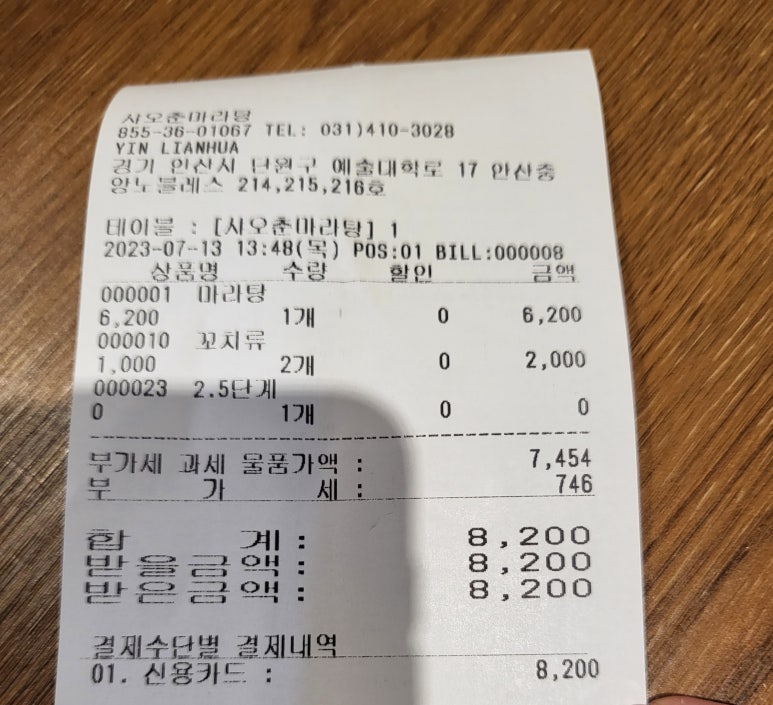 사오춘마라탕
855-36-01067 TEL: 031)410-3028
YIN LIANHUA
경기 안산시 단원구 예술대학로 17 안산중
앙노블레스 214,215,216호
테이블 : [사오춘마라탕] 1
2023-07-13 13:48(목) POS:01 BILL:000008
상품명 수량 할인 금액
000001 마라탕
6,200 1개 0 6,200
000010 꼬치류
1,000 2개 0 2,000
000023 2.5단계
0 1개 0 0
부가세 과세 물품가액 : 7,454
부 가 세 : 746
합 계 : 8,200
받을금액 : 8,200
받은금액 : 8,200
결제수단별 결제내역
01. 신용카드 : 8,200